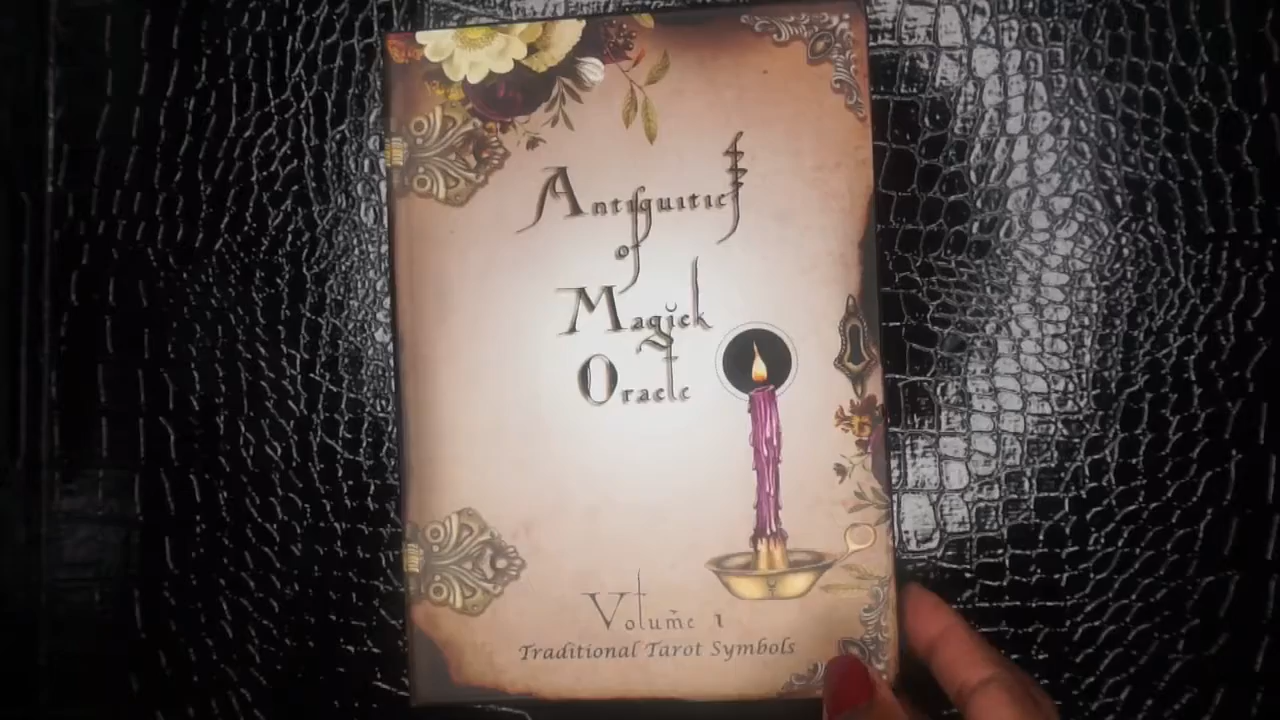 Antiquities
of
Magick
Oracle
Volume 1
Traditional Tarot Symbols